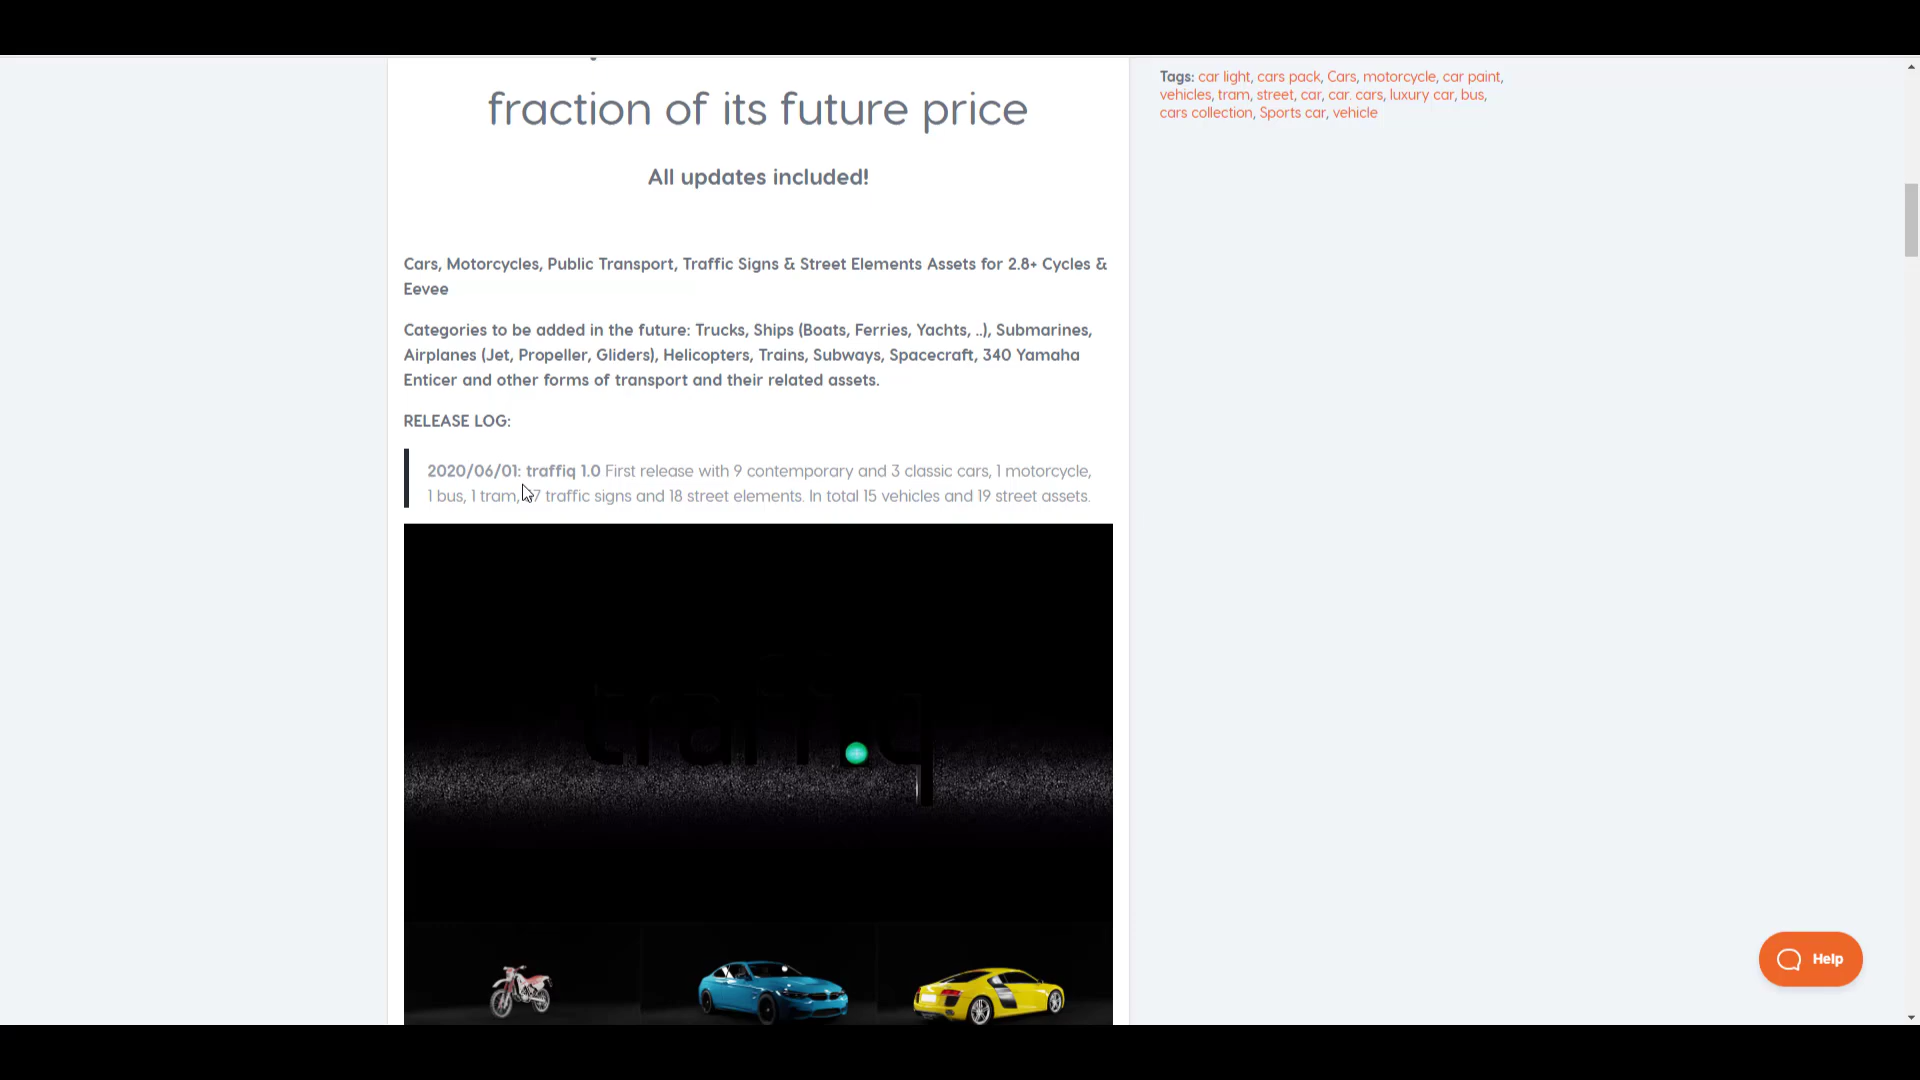 fraction of its future price
All updates included!
Cars, Motorcycles, Public Transport, Traffic Signs & Street Elements Assets for 2.8+ Cycles &
Eevee
Categories to be added in the future: Trucks, Ships (Boats, Ferries, Yachts, ..), Submarines,
Airplanes (Jet, Propeller, Gliders), Helicopters, Trains, Subways, Spacecraft, 340 Yamaha
Enticer and other forms of transport and their related assets.
RELEASE LOG:
2020/06/01: traffiq 1.0 First release with 9 contemporary and 3 classic cars, 1 motorcycle,
1 bus, 1 tram, 7 traffic signs and 18 street elements. In total 15 vehicles and 19 street assets.
traffiq
Tags: car light, cars pack, Cars, motorcycle, car paint,
vehicles, tram, street, car, car. cars, luxury car, bus,
cars collection, Sports car, vehicle
Help